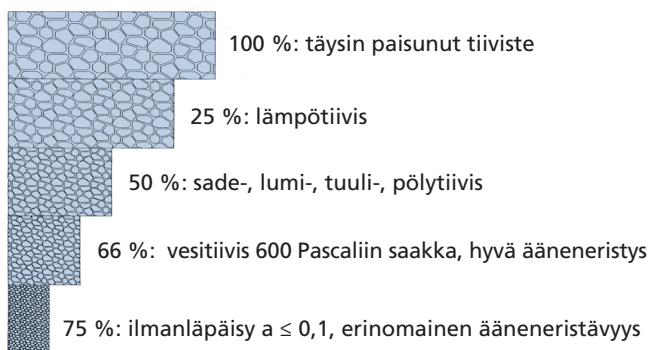 100 %: täysin paisunut tiiviste
25 %: lämpötiivis
50 %: sade-, lumi-, tuuli-, pölytiivis
66 %: vesitiivis 600 Pascaliin saakka, hyvä ääneneristys
75 %: ilmanläpäisy a ≤ 0,1, erinomainen ääneneristävyys